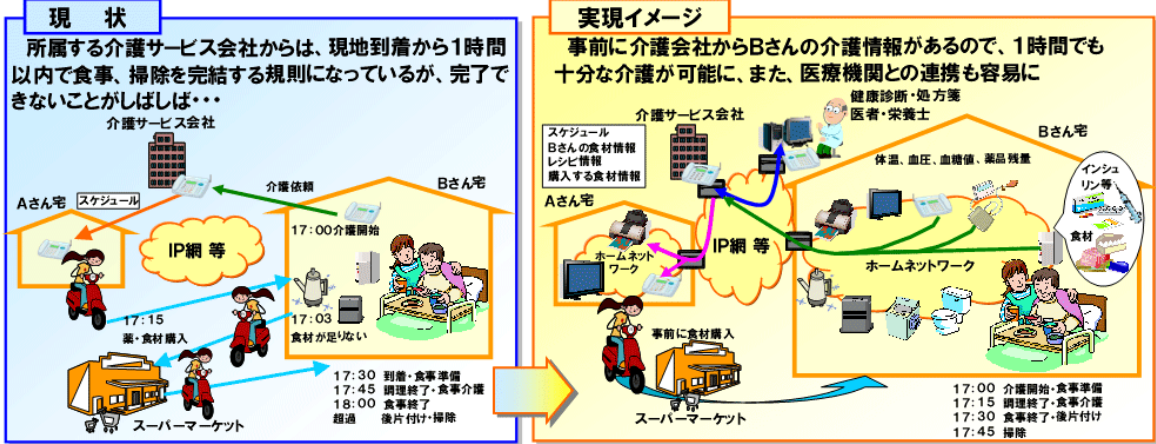 現　状
所属する介護サービス会社からは、現地到着から１時間
以内で食事、掃除を完結する規則になっているが、完了で
きないことがしばしば・・・
介護サービス会社
Aさん宅
スケジュール
介護依頼
Bさん宅
17:00介護開始
IP網 等
17:15
薬・食材購入
17:03
食材が足りない
17:30 到着・食事準備
17:45 調理終了・食事介護
18:00 食事終了
超過 後片付け・掃除
スーパーマーケット
実現イメージ
事前に介護会社からBさんの介護情報があるので、１時間でも
十分な介護が可能に、また、医療機関との連携も容易に
介護サービス会社
健康診断・処方箋
医者・栄養士
スケジュール
Bさんの食材情報
レシピ情報
購入する食材情報
Bさん宅
体温、血圧、血糖値、薬品残量
インシュ
リン等
食材
Aさん宅
IP網 等
ホームネット
ワーク
ホームネットワーク
事前に食材購入
スーパーマーケット
17:00 介護開始・食事準備
17:15 調理終了・食事介護
17:30 食事終了・後片付け
17:45 掃除